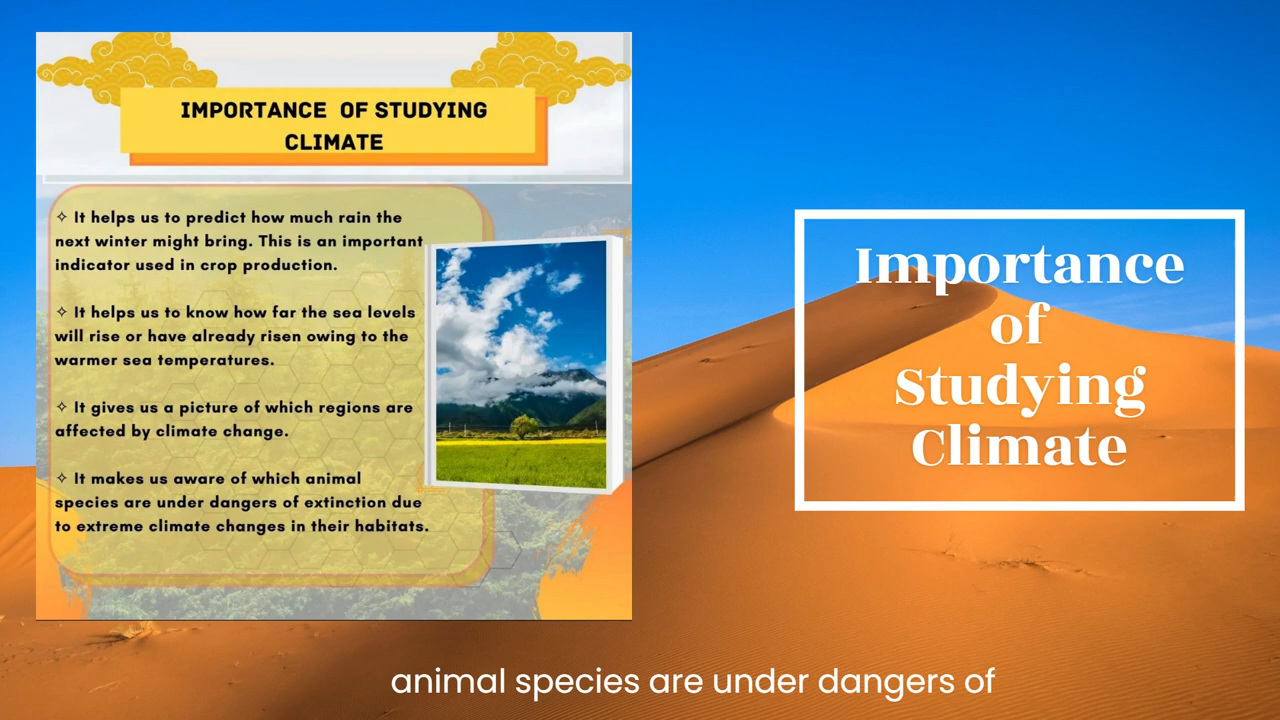 IMPORTANCE OF STUDYING
CLIMATE
✧ It helps us to predict how much rain the
next winter might bring. This is an important
indicator used in crop production.
✧ It helps us to know how far the sea levels
will rise or have already risen owing to the
warmer sea temperatures.
✧ It gives us a picture of which regions are
affected by climate change.
✧ It makes us aware of which animal
species are under dangers of extinction due
to extreme climate changes in their habitats.
Importance
of
Studying
Climate
animal species are under dangers of